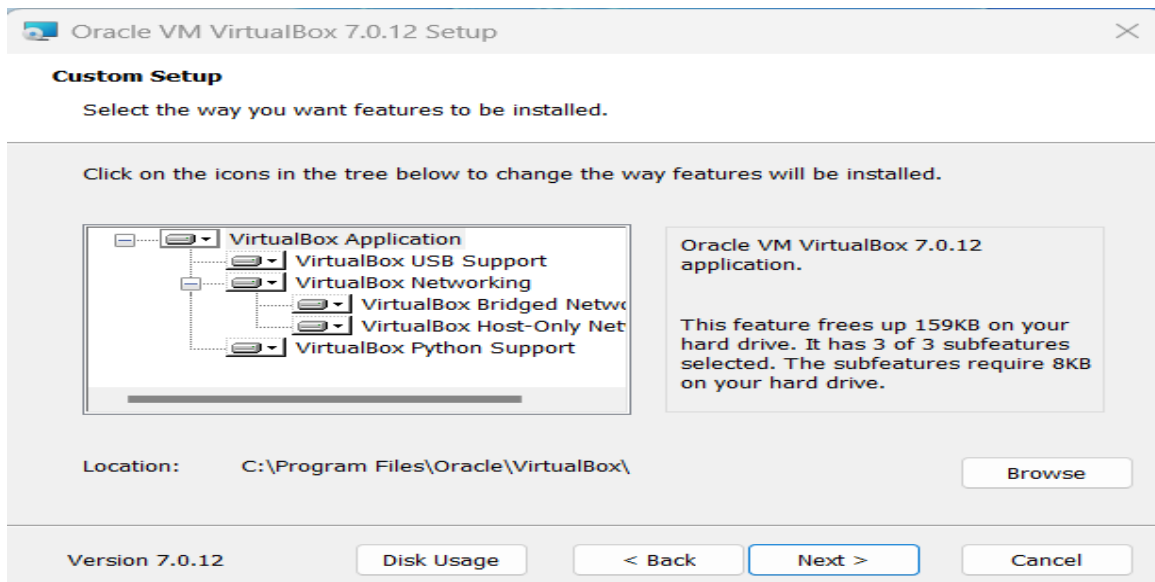 Oracle VM VirtualBox 7.0.12 Setup
Custom Setup
Select the way you want features to be installed.
Click on the icons in the tree below to change the way features will be installed.
VirtualBox Application
VirtualBox USB Support
VirtualBox Networking
VirtualBox Bridged Netwo
VirtualBox Host-Only Net
VirtualBox Python Support
Oracle VM VirtualBox 7.0.12
application.
This feature frees up 159KB on your
hard drive. It has 3 of 3 subfeatures
selected. The subfeatures require 8KB
on your hard drive.
Location: C:\Program Files\Oracle\VirtualBox\
Browse
Version 7.0.12 Disk Usage < Back Next > Cancel